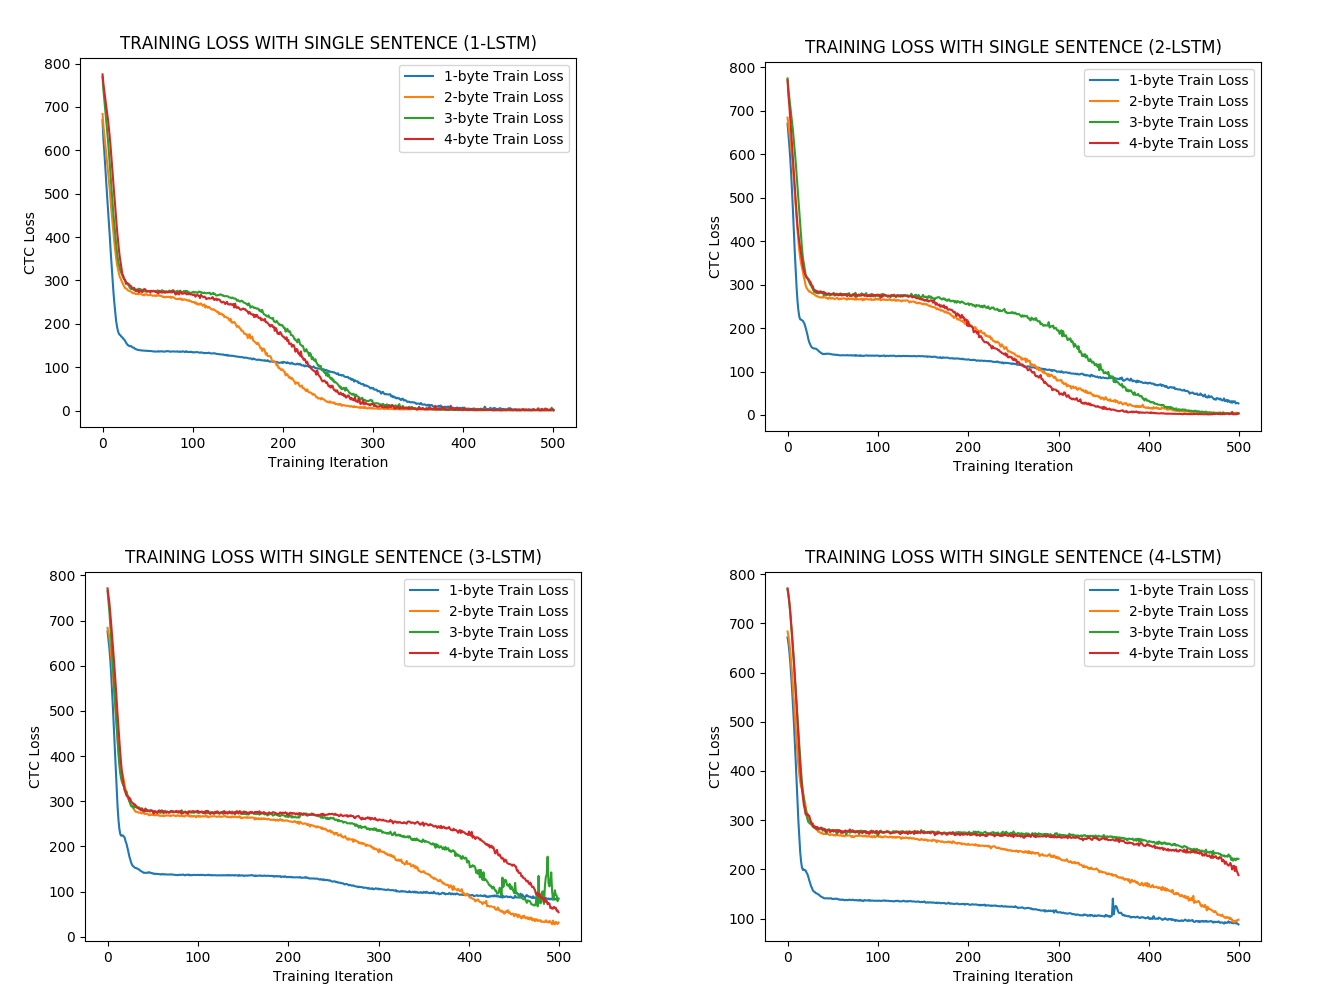 TRAINING LOSS WITH SINGLE SENTENCE (1-LSTM)
800
700
600
500
400
300
200
100
0
CTC Loss
1-byte Train Loss
2-byte Train Loss
3-byte Train Loss
4-byte Train Loss
0 100 200 300 400 500
Training Iteration
TRAINING LOSS WITH SINGLE SENTENCE (2-LSTM)
800
700
600
500
400
300
200
100
0
CTC Loss
1-byte Train Loss
2-byte Train Loss
3-byte Train Loss
4-byte Train Loss
0 100 200 300 400 500
Training Iteration
TRAINING LOSS WITH SINGLE SENTENCE (3-LSTM)
800
700
600
500
400
300
200
100
0
CTC Loss
1-byte Train Loss
2-byte Train Loss
3-byte Train Loss
4-byte Train Loss
0 100 200 300 400 500
Training Iteration
TRAINING LOSS WITH SINGLE SENTENCE (4-LSTM)
800
700
600
500
400
300
200
100
CTC Loss
1-byte Train Loss
2-byte Train Loss
3-byte Train Loss
4-byte Train Loss
0 100 200 300 400 500
Training Iteration